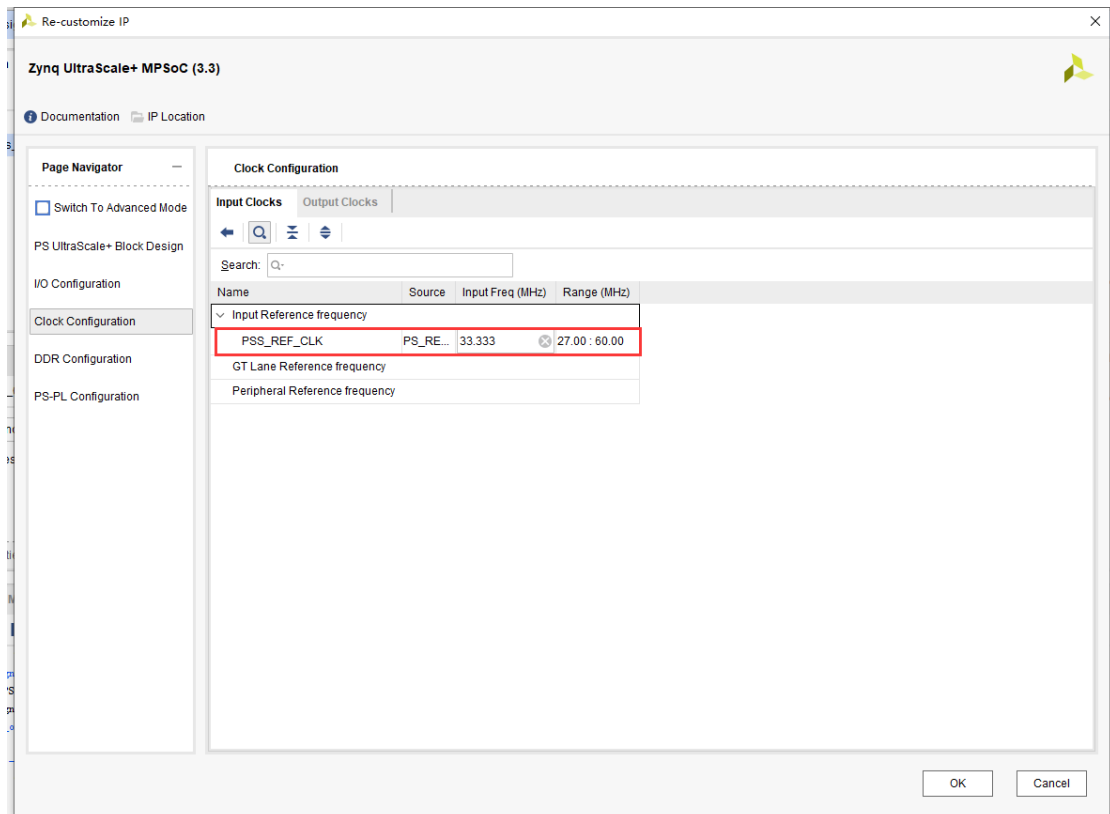 Re-customize IP
Zynq UltraScale+ MPSoC (3.3)
Documentation IP Location
Page Navigator
Switch To Advanced Mode
PS UltraScale+ Block Design
I/O Configuration
Clock Configuration
DDR Configuration
PS-PL Configuration
Clock Configuration
Input Clocks Output Clocks
Search:
Name Source Input Freq (MHz) Range (MHz)
Input Reference frequency
PSS_REF_CLK PS_RE... 33.333 27.00 : 60.00
GT Lane Reference frequency
Peripheral Reference frequency
OK Cancel